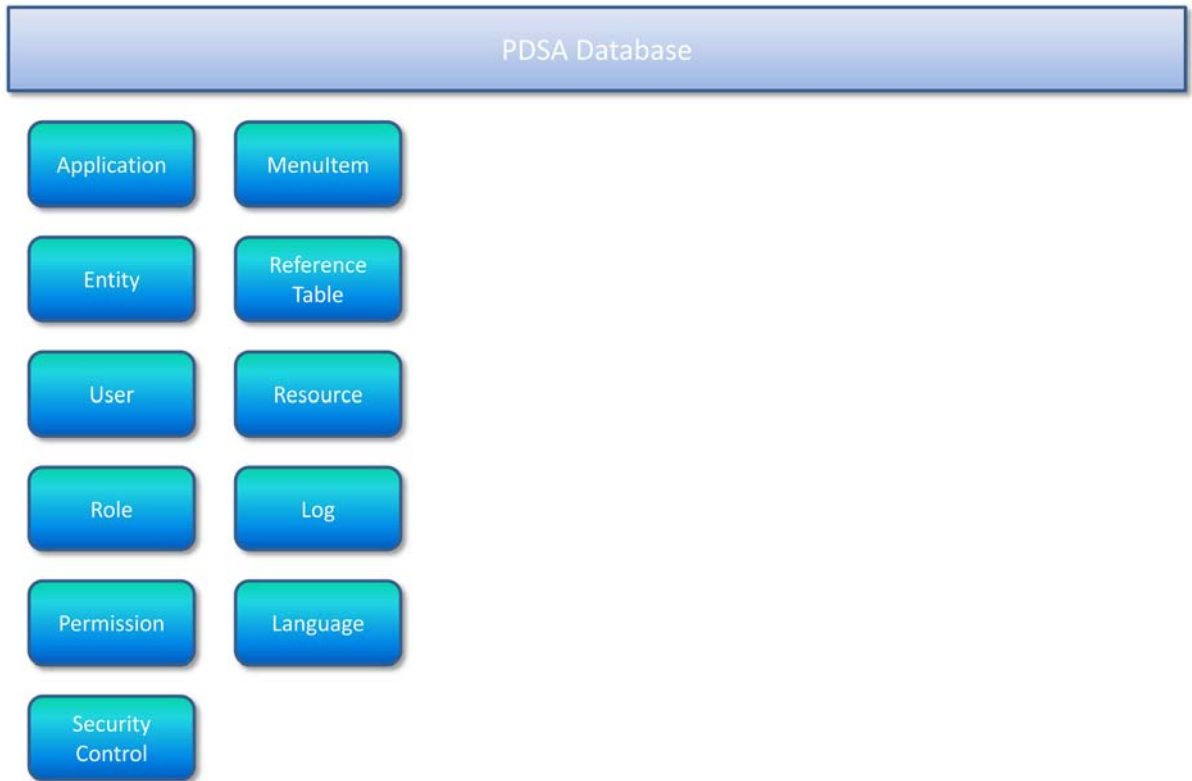 PDSA Database
Application
MenuItem
Entity
Reference
Table
User
Resource
Role
Log
Permission
Language
Security
Control